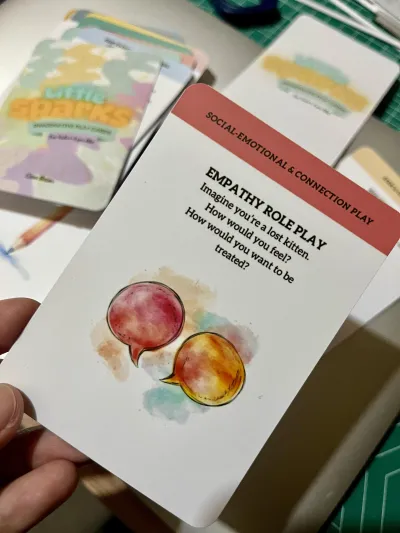 Little
Sparks
SOCIAL-EMOTIONAL & CONNECTION PLAY
EMPATHY ROLE PLAY
Imagine you're a lost kitten.
How would you feel?
How would you want to be
treated?